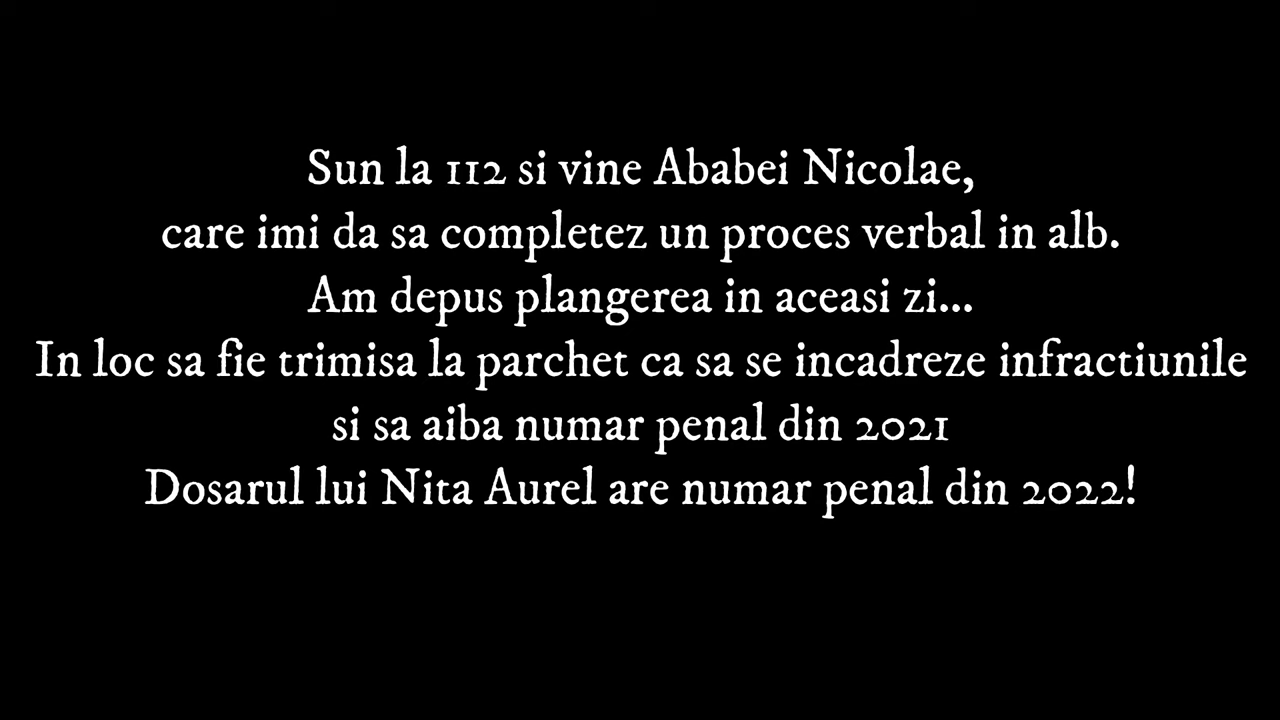 Sun la 112 si vine Ababei Nicolae,
care imi da sa completez un proces verbal in alb.
Am depus plangerea in aceasi zi...
In loc sa fie trimisa la parchet ca sa se incadreze infractiunile
si sa aiba numar penal din 2021
Dosarul lui Nita Aurel are numar penal din 2022!